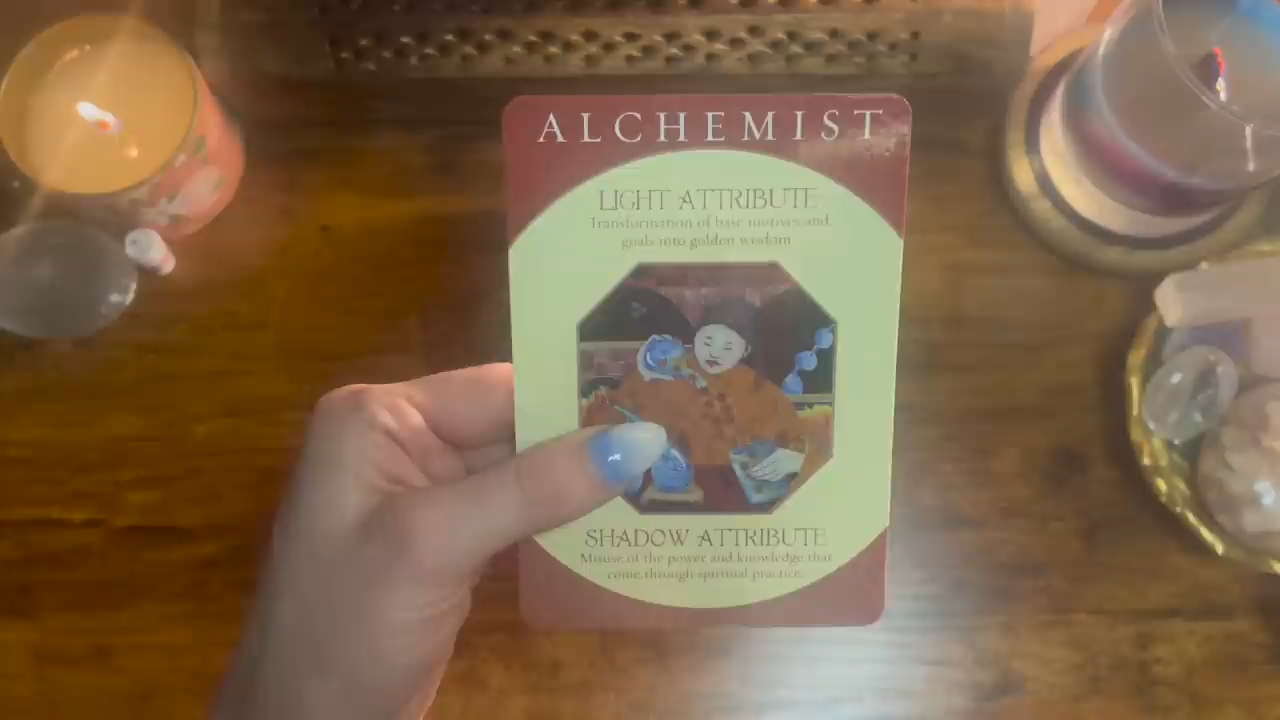 ALCHEMIST
LIGHT ATTRIBUTE
Transformation of base motives and
goals into golden wisdom
SHADOW ATTRIBUTE
Misuse of the power and knowledge that
come through spiritual practice.